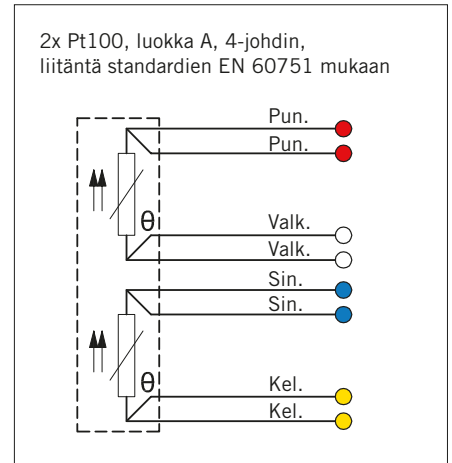 2x Pt100, luokka A, 4-johdin,
liitäntä standardien EN 60751 mukaan
Pun.
Pun.
θ
Valk.
Valk.
Sin.
Sin.
θ
Kel.
Kel.